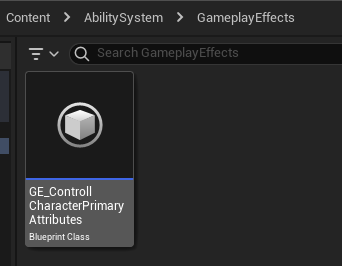 Content > AbilitySystem > GameplayEffects
Search GameplayEffects
GE_Controll
CharacterPrimary
Attributes
Blueprint Class